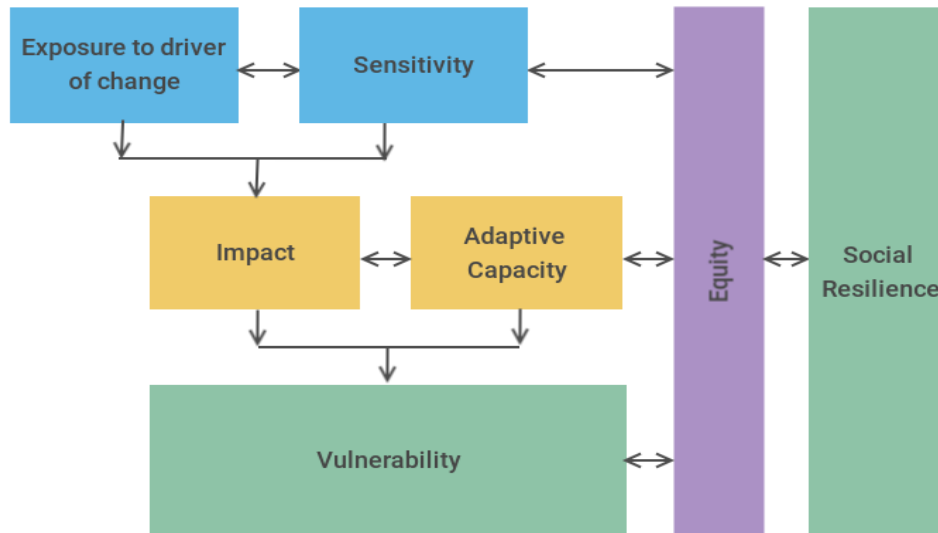 Exposure to driver
of change
Sensitivity
Impact
Adaptive
Capacity
Equity
Social
Resilience
Vulnerability